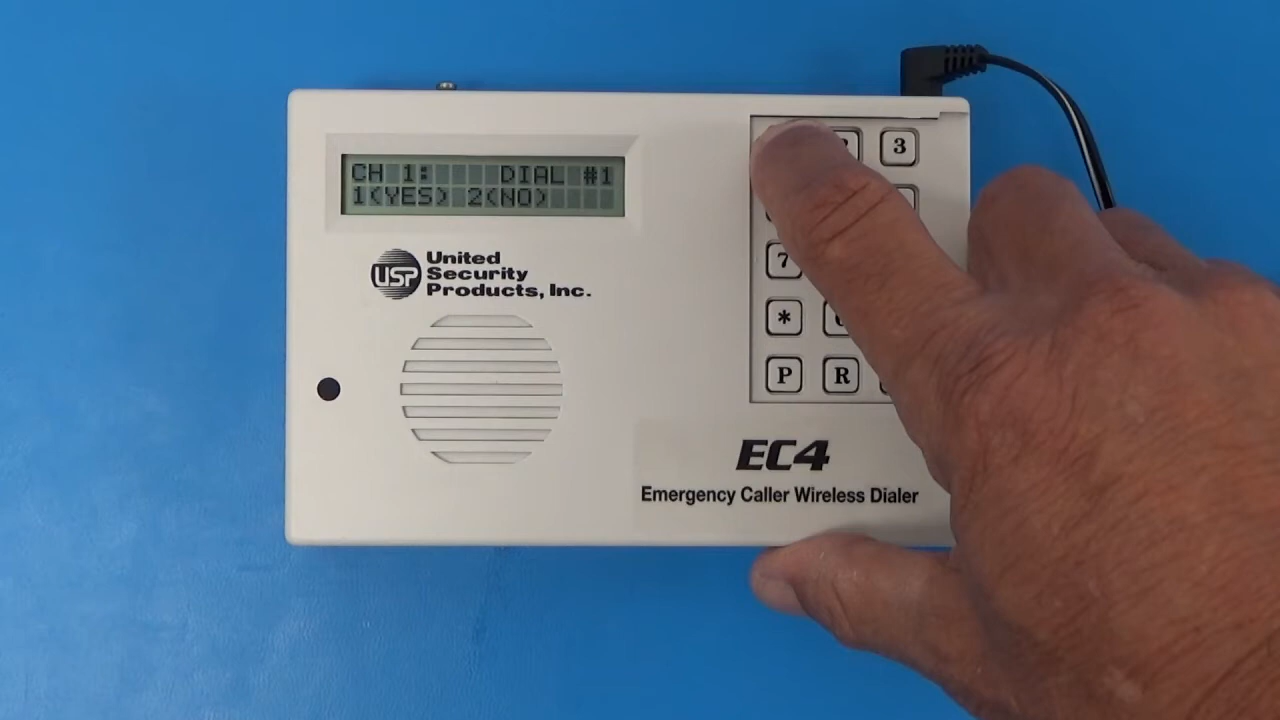 CH 1: DIAL #1
1(YES) 2(NO)
USP
United
Security
Products, Inc.
3
7
*
P R
EC4
Emergency Caller Wireless Dialer